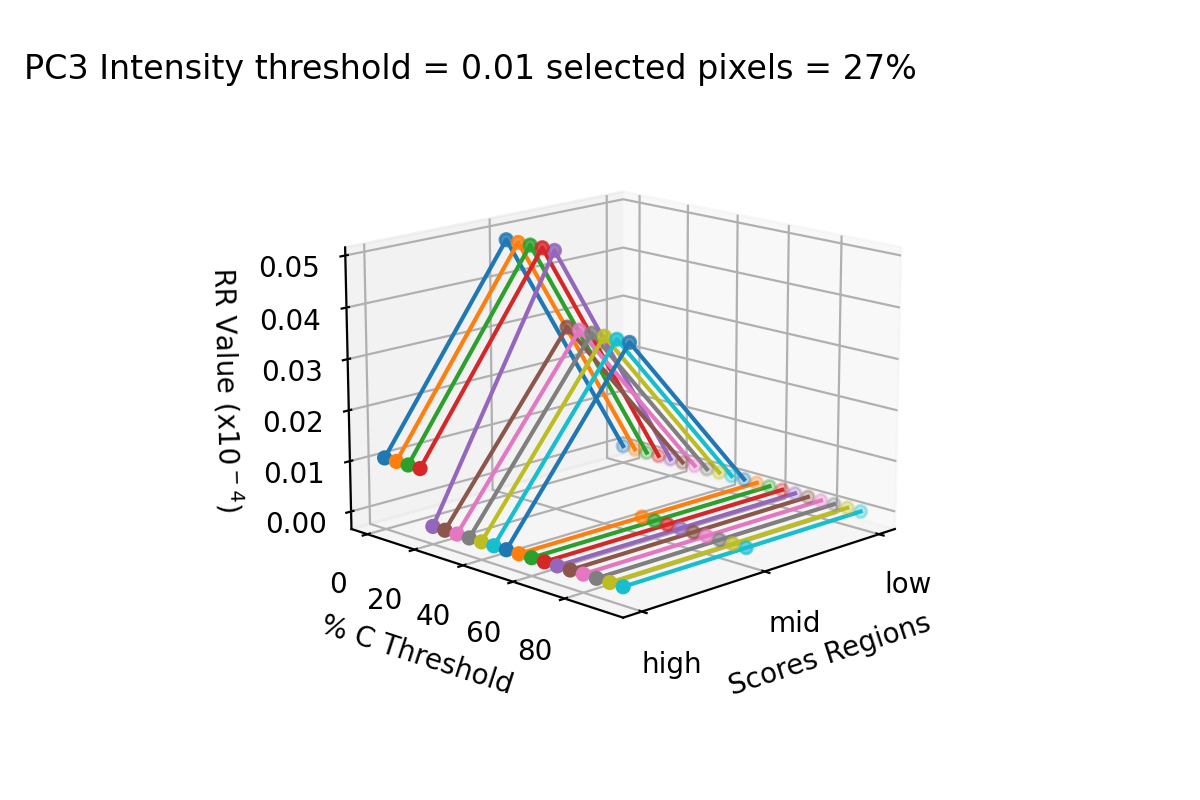 PC3 Intensity threshold = 0.01 selected pixels = 27%
0.05
0.04
0.03
0.02
0.01
0.00
RR Value (x10⁻⁴)
0
20
40
60
80
% C Threshold
high
mid
low
Scores Regions